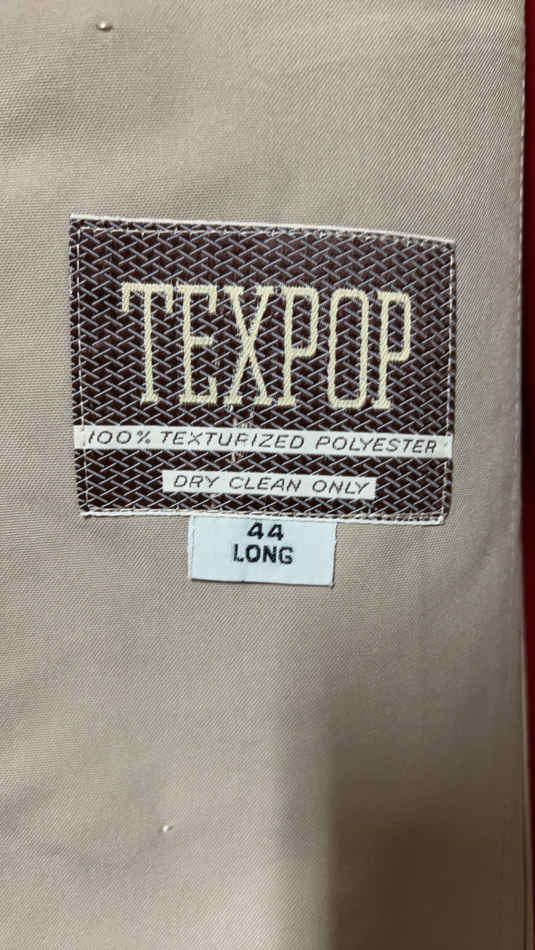 TEXPOP
100% TEXTURIZED POLYESTER
DRY CLEAN ONLY
44
LONG